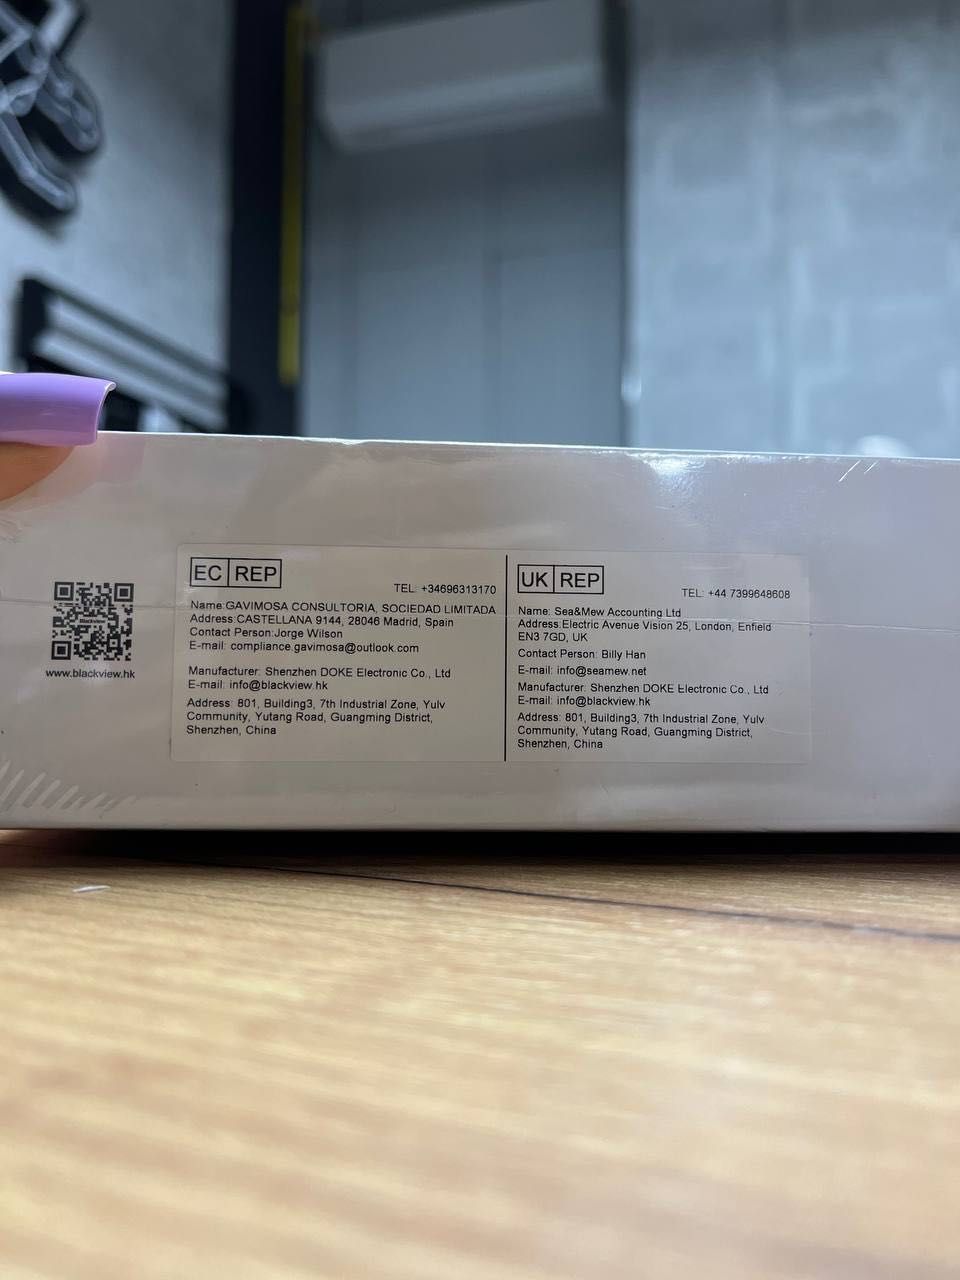 Blackview
www.blackview.hk
EC REP
TEL: +34696313170
Name:GAVIMOSA CONSULTORIA, SOCIEDAD LIMITADA
Address:CASTELLANA 9144, 28046 Madrid, Spain
Contact Person:Jorge Wilson
E-mail: compliance.gavimosa@outlook.com
Manufacturer: Shenzhen DOKE Electronic Co., Ltd
E-mail: info@blackview.hk
Address: 801, Building3, 7th Industrial Zone, Yulv
Community, Yutang Road, Guangming District,
Shenzhen, China
UK REP
TEL: +44 7399648608
Name: Sea&Mew Accounting Ltd
Address:Electric Avenue Vision 25, London, Enfield
EN3 7GD, UK
Contact Person: Billy Han
E-mail: info@seamew.net
Manufacturer: Shenzhen DOKE Electronic Co., Ltd
E-mail: info@blackview.hk
Address: 801, Building3, 7th Industrial Zone, Yulv
Community, Yutang Road, Guangming District,
Shenzhen, China